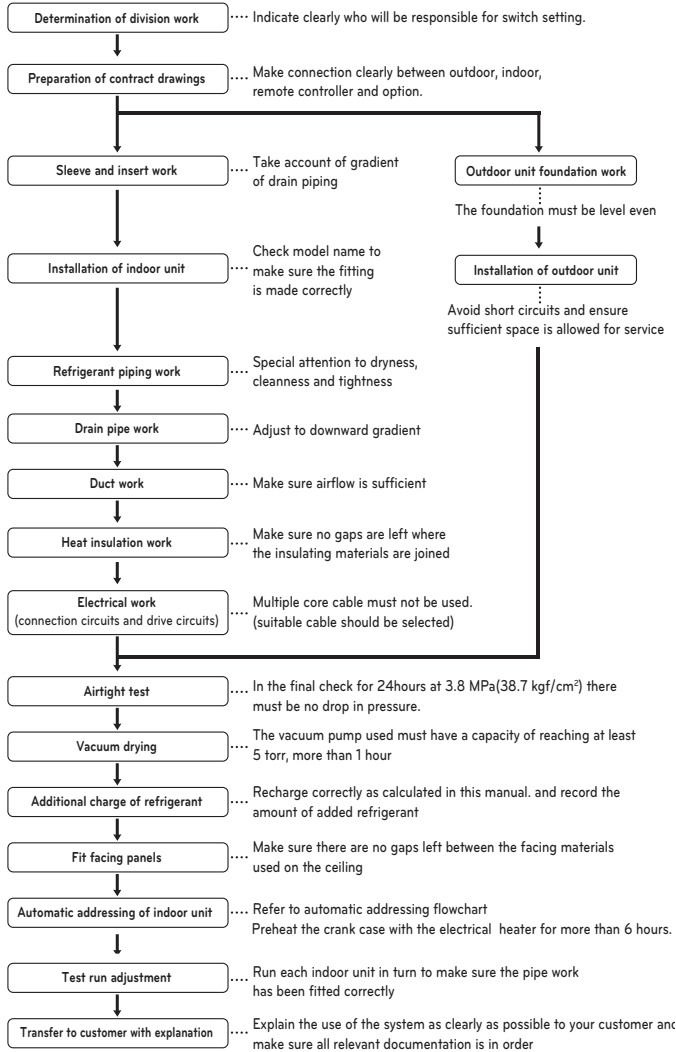 Determination of division work
Indicate clearly who will be responsible for switch setting.
Preparation of contract drawings
Make connection clearly between outdoor, indoor,
remote controller and option.
Sleeve and insert work
Take account of gradient
of drain piping
Outdoor unit foundation work
The foundation must be level even
Installation of indoor unit
Check model name to
make sure the fitting
is made correctly
Installation of outdoor unit
Avoid short circuits and ensure
sufficient space is allowed for service
Refrigerant piping work
Special attention to dryness,
cleanness and tightness
Drain pipe work
Adjust to downward gradient
Duct work
Make sure airflow is sufficient
Heat insulation work
Make sure no gaps are left where
the insulating materials are joined
Electrical work
(connection circuits and drive circuits)
Multiple core cable must not be used.
(suitable cable should be selected)
Airtight test
In the final check for 24hours at 3.8 MPa(38.7 kgf/cm²) there
must be no drop in pressure.
Vacuum drying
The vacuum pump used must have a capacity of reaching at least
5 torr, more than 1 hour
Additional charge of refrigerant
Recharge correctly as calculated in this manual. and record the
amount of added refrigerant
Fit facing panels
Make sure there are no gaps left between the facing materials
used on the ceiling
Automatic addressing of indoor unit
Refer to automatic addressing flowchart
Preheat the crank case with the electrical heater for more than 6 hours.
Test run adjustment
Run each indoor unit in turn to make sure the pipe work
has been fitted correctly
Transfer to customer with explanation
Explain the use of the system as clearly as possible to your customer and
make sure all relevant documentation is in order